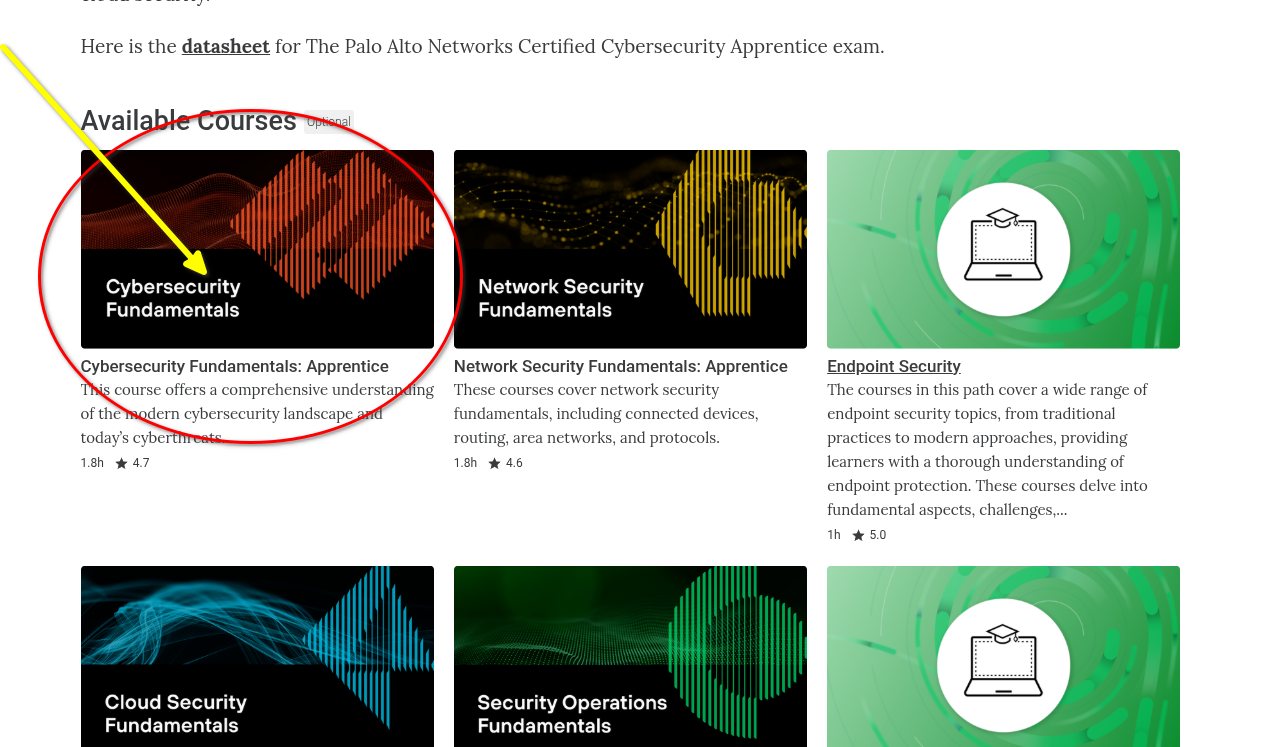 cloud security.
Here is the datasheet for The Palo Alto Networks Certified Cybersecurity Apprentice exam.
Available Courses Optional
Cybersecurity
Fundamentals
Cybersecurity Fundamentals: Apprentice
This course offers a comprehensive understanding
of the modern cybersecurity landscape and
today’s cyberthreats.
1.8h 4.7
Network Security
Fundamentals
Network Security Fundamentals: Apprentice
These courses cover network security
fundamentals, including connected devices,
routing, area networks, and protocols.
1.8h 4.6
Endpoint Security
The courses in this path cover a wide range of
endpoint security topics, from traditional
practices to modern approaches, providing
learners with a thorough understanding of
endpoint protection. These courses delve into
fundamental aspects, challenges,...
1h 5.0
Cloud Security
Fundamentals
Security Operations
Fundamentals